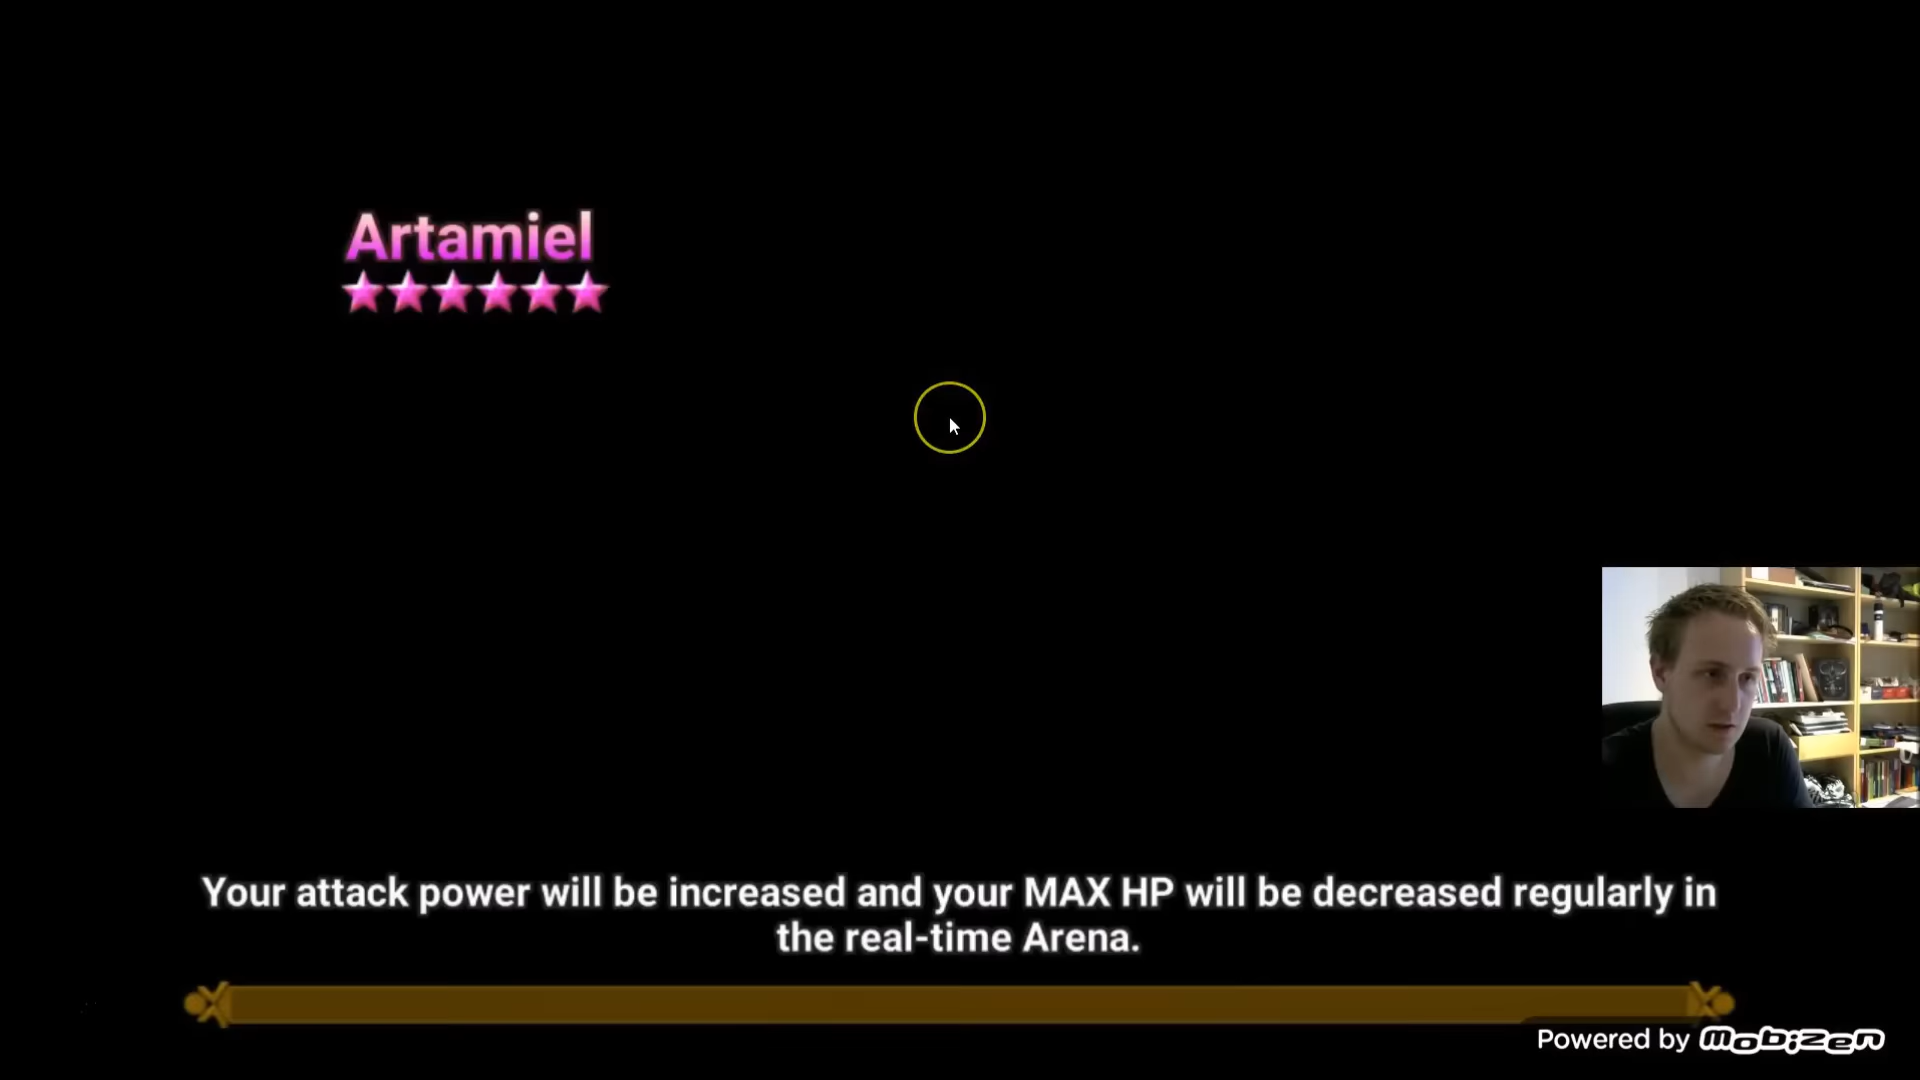 Artamiel
Your attack power will be increased and your MAX HP will be decreased regularly in
the real-time Arena.
Powered by mobizen